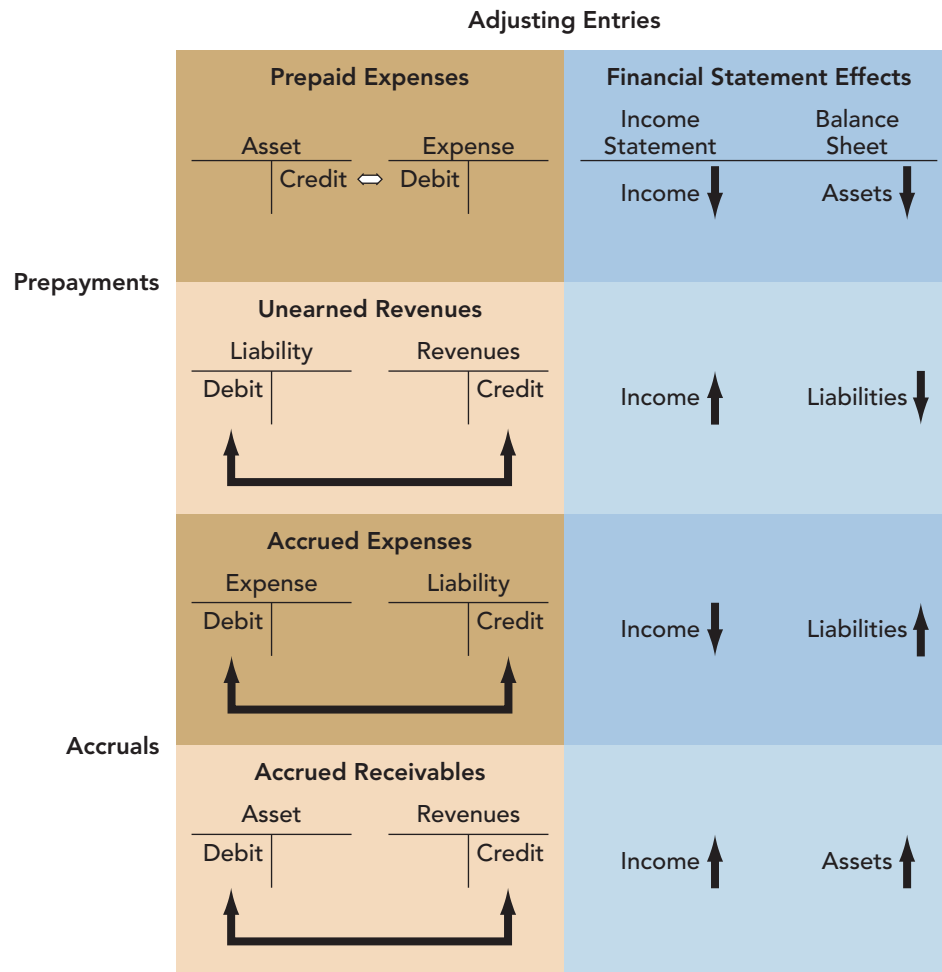 Adjusting Entries
Prepaid Expenses
Asset Expense
Credit Debit
Financial Statement Effects
Income
Statement
Balance
Sheet
Income Assets
Prepayments
Unearned Revenues
Liability Revenues
Debit Credit
Income Liabilities
Accrued Expenses
Expense Liability
Debit Credit
Income Liabilities
Accruals
Accrued Receivables
Asset Revenues
Debit Credit
Income Assets